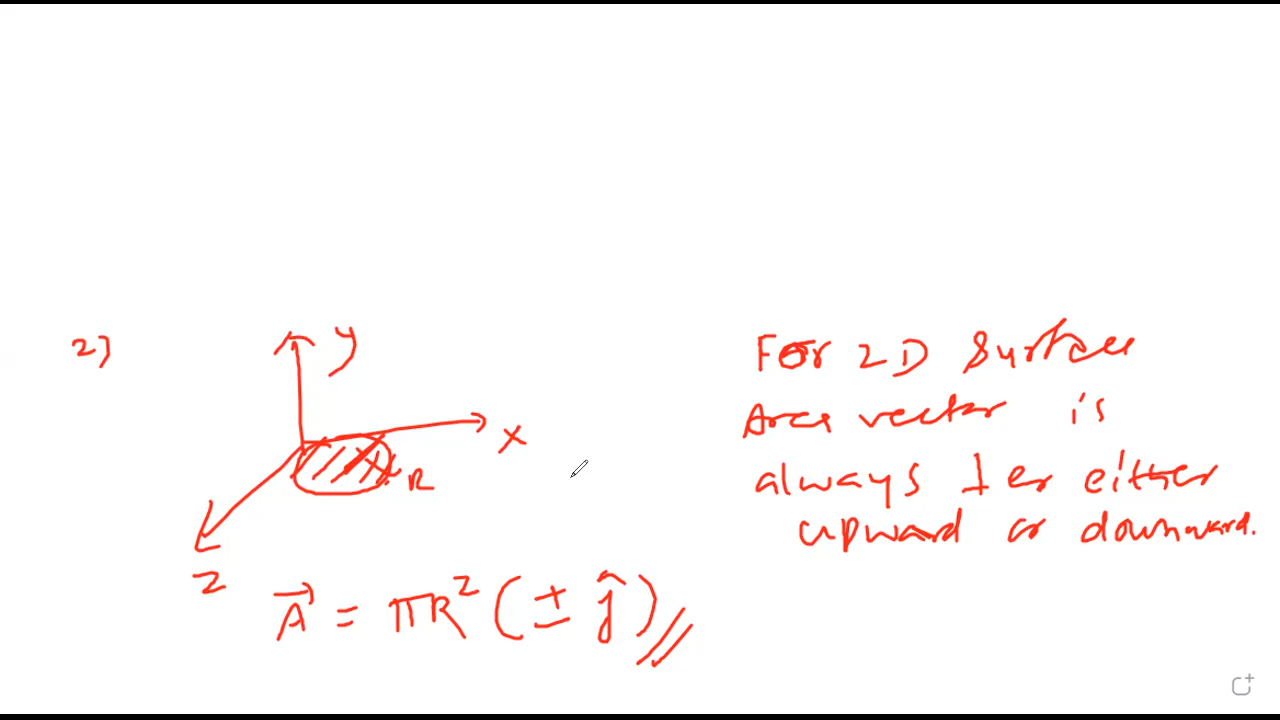 2)
y
x
R
z
A⃗ = πR² (± ĵ)
For 2D Surface
Area vector is
always ⊥er either
upward or downward.